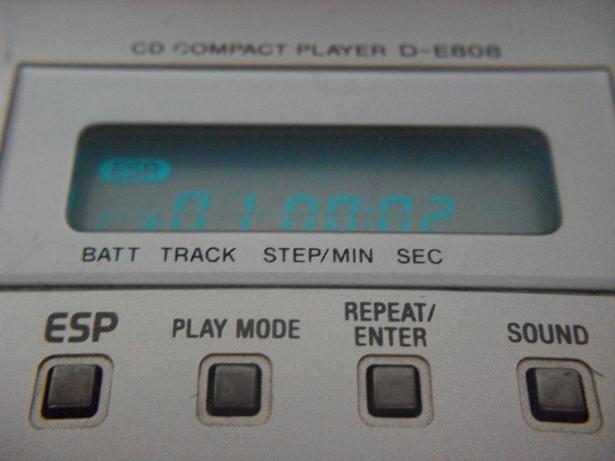 CD COMPACT PLAYER D-E808
ESP
01 00:02
BATT TRACK STEP/MIN SEC
ESP PLAY MODE REPEAT/ENTER SOUND